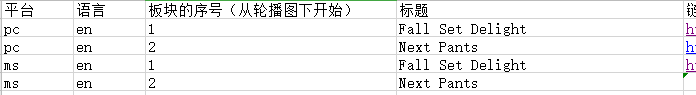 平台 语言 板块的序号（从轮播图下开始） 标题 链
pc en 1 Fall Set Delight h
pc en 2 Next Pants h
ms en 1 Fall Set Delight h
ms en 2 Next Pants